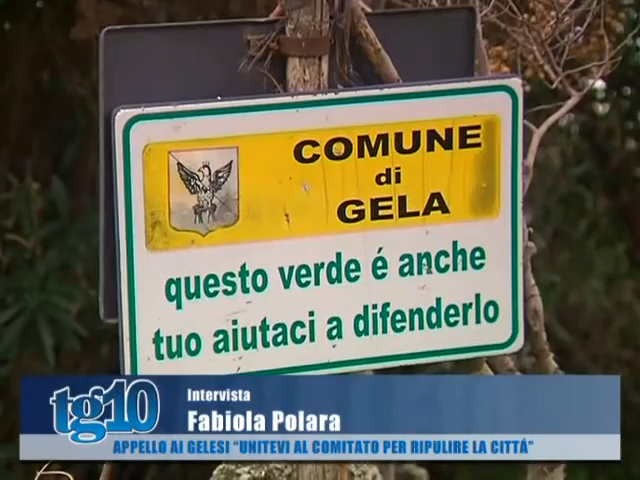 COMUNE
di
GELA
questo verde é anche
tuo aiutaci a difenderlo
tg10
Intervista
Fabiola Polara
APPELLO AI GELESI “UNITEVI AL COMITATO PER RIPULIRE LA CITTÁ”